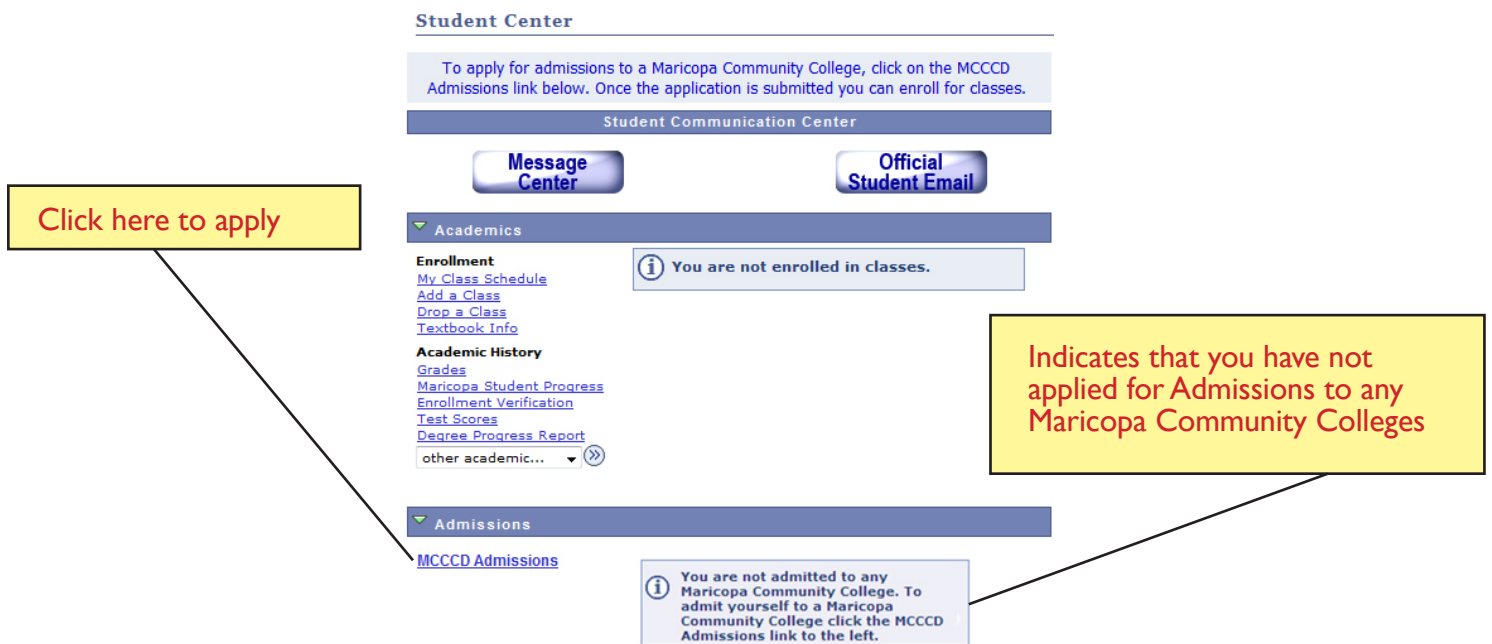 Student Center
To apply for admissions to a Maricopa Community College, click on the MCCCD
Admissions link below. Once the application is submitted you can enroll for classes.
Student Communication Center
Message
Center
Official
Student Email
Click here to apply
Academics
Enrollment
My Class Schedule
Add a Class
Drop a Class
Textbook Info
You are not enrolled in classes.
Academic History
Grades
Maricopa Student Progress
Enrollment Verification
Test Scores
Degree Progress Report
other academic...
Indicates that you have not
applied for Admissions to any
Maricopa Community Colleges
Admissions
MCCCD Admissions
You are not admitted to any
Maricopa Community College. To
admit yourself to a Maricopa
Community College click the MCCCD
Admissions link to the left.